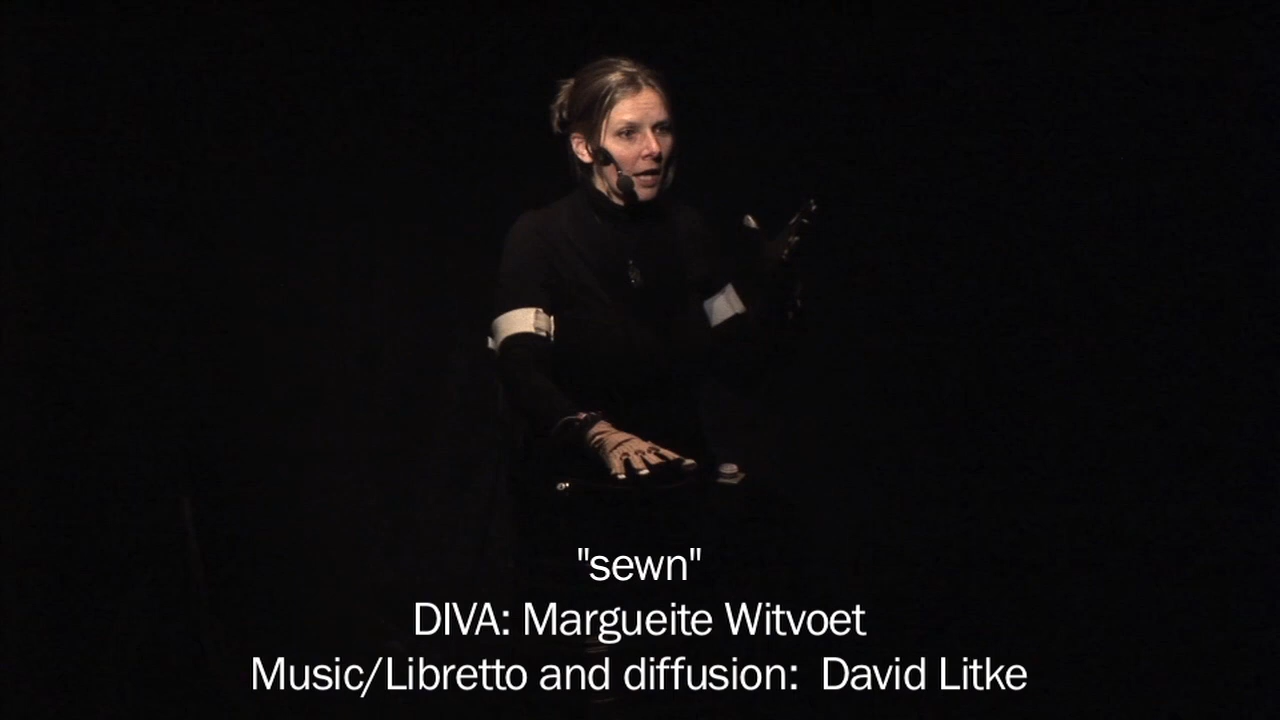 "sewn"
DIVA: Margueite Witvoet
Music/Libretto and diffusion:  David Litke